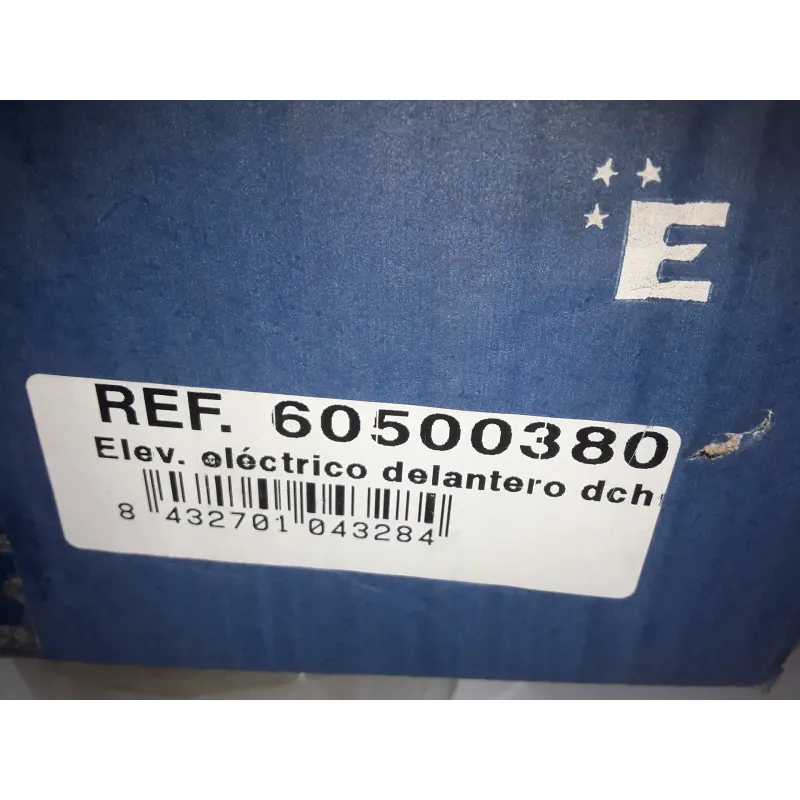 E
REF. 60500380
Elev. eléctrico delantero dch
8 432701 043284